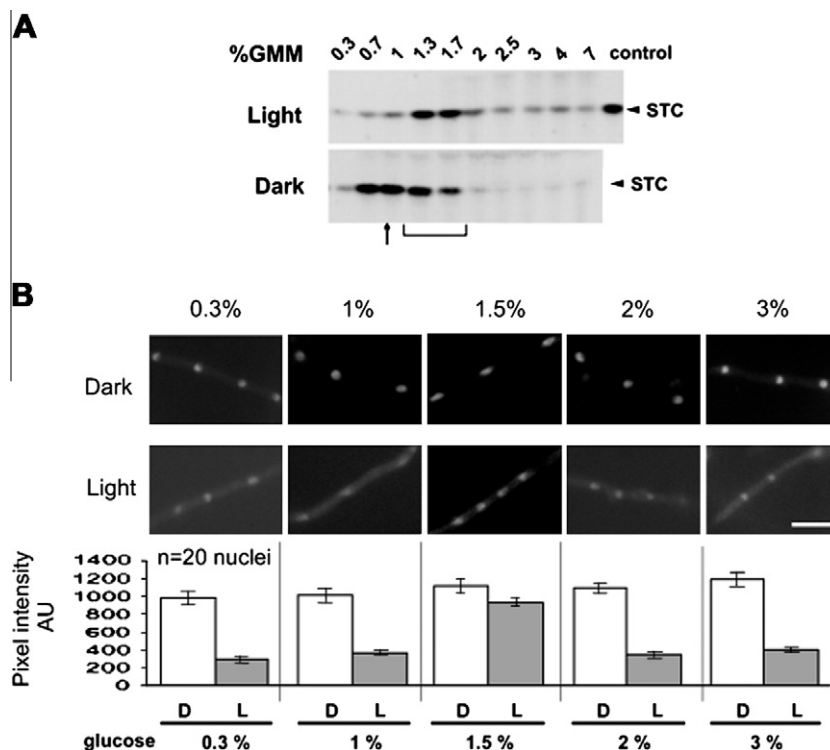 A
%GMM 0.3 0.7 1 1.3 1.7 2 2.5 3 4 7 control
Light STC
Dark STC
B
0.3% 1% 1.5% 2% 3%
Dark
Light
n=20 nuclei
Pixel intensity
AU
1400
1200
1000
800
600
400
200
0
D L D L D L D L D L
glucose 0.3 % 1 % 1.5 % 2 % 3 %